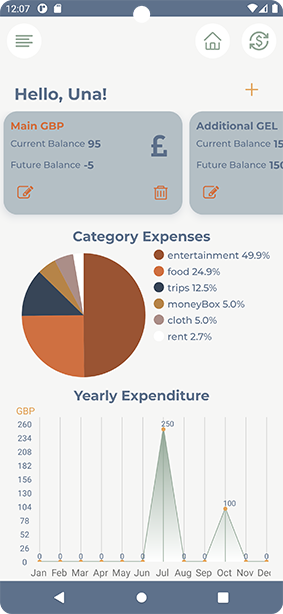 12:07
Hello, Una!
+
Main GBP
Current Balance 95
Future Balance -5
£
Additional GEL
Current Balance 15
Future Balance 150
Category Expenses
entertainment 49.9%
food 24.9%
trips 12.5%
moneyBox 5.0%
cloth 5.0%
rent 2.7%
Yearly Expenditure
GBP
260
234
208
182
156
130
104
78
52
26
0
0 0 0 0 0 0 250 0 0 100 0 0
Jan Feb Mar Apr May Jun Jul Aug Sep Oct Nov Dec